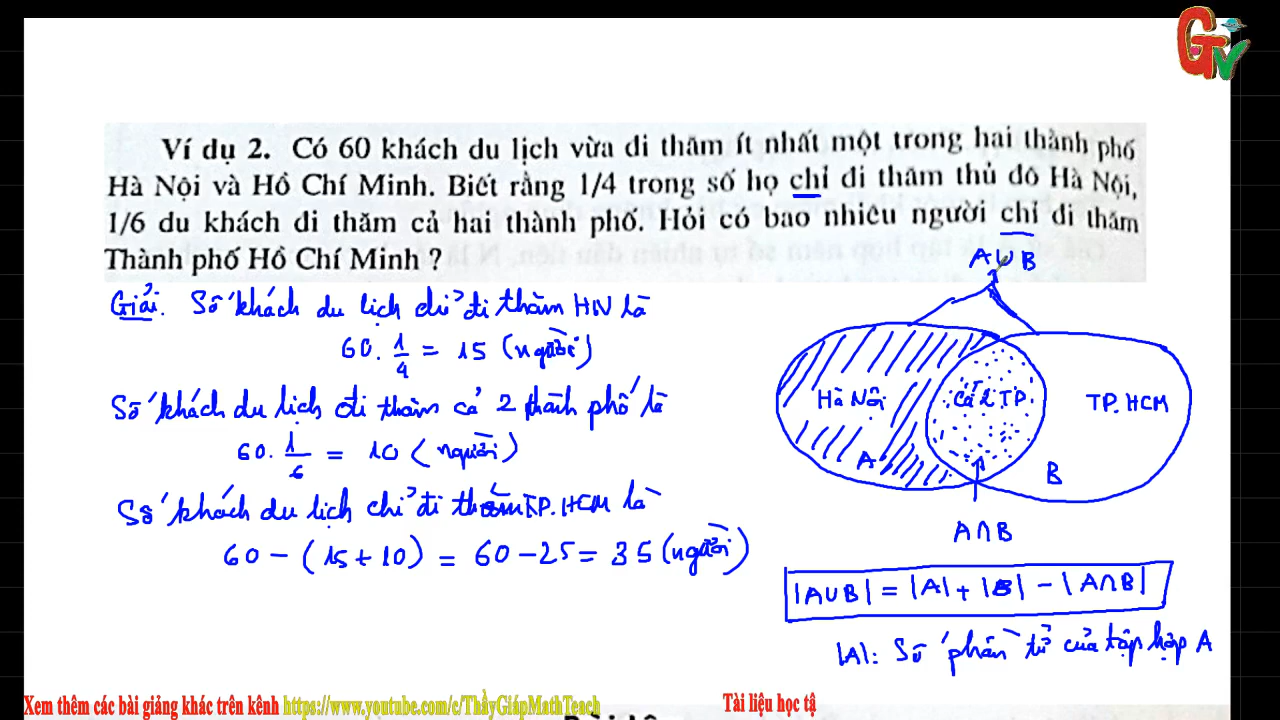 GTV
Ví dụ 2. Có 60 khách du lịch vừa đi thăm ít nhất một trong hai thành phố
Hà Nội và Hồ Chí Minh. Biết rằng 1/4 trong số họ chỉ đi thăm thủ đô Hà Nội,
1/6 du khách đi thăm cả hai thành phố. Hỏi có bao nhiêu người chỉ đi thăm
Thành phố Hồ Chí Minh ?
Giải. Số khách du lịch chỉ đi thăm HN là
60. 1/4 = 15 (người)
Số khách du lịch đi thăm cả 2 thành phố là
60. 1/6 = 10 (người)
Số khách du lịch chỉ đi thăm TP.HCM là
60 - (15 + 10) = 60 - 25 = 35 (người)
A ∪ B
Hà Nội
Cả 2 TP.
TP. HCM
A
B
A∩B
|A∪B| = |A| + |B| - |A∩B|
|A|: Số phần tử của tập hợp A
Xem thêm các bài giảng khác trên kênh https://www.youtube.com/c/ThầyGiápMathTeach
Tài liệu học tậ